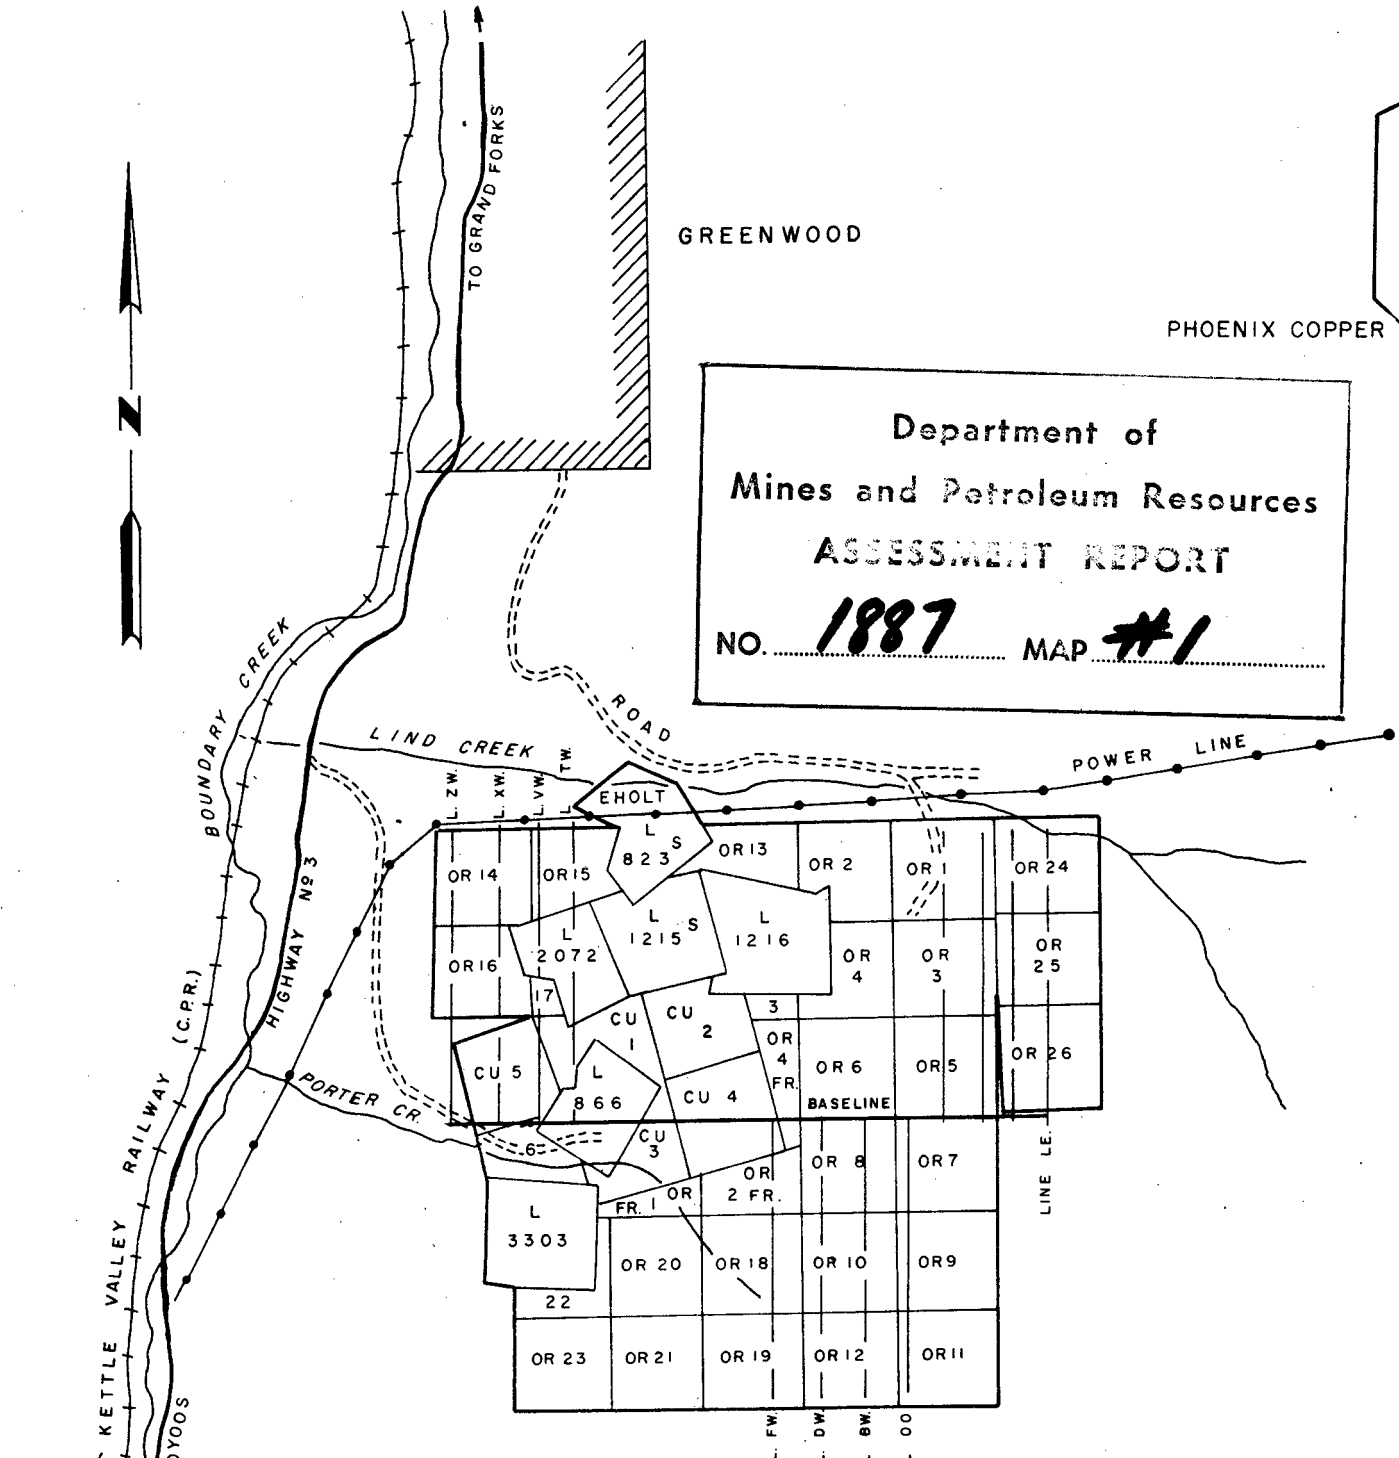 TO GRAND FORKS
GREENWOOD
PHOENIX COPPER
N
Department of
Mines and Petroleum Resources
ASSESSMENT REPORT
NO. 1887 MAP #1
BOUNDARY CREEK
LIND CREEK
ROAD
POWER LINE
L. ZW.
L. XW.
L. VW.
L TW.
EHOLT
L S
823
OR 14
OR 15
OR 13
OR 2
OR 1
OR 24
HIGHWAY Nº 3
L
2072
L S
1215
L
1216
OR 16
OR
4
OR
3
OR
25
7
CU
1
CU
2
3
OR
4
FR.
OR 6
OR 5
OR 26
CU 5
L
866
CU 4
BASELINE
PORTER CR.
6
CU
3
OR 8
OR 7
OR
2 FR.
OR
FR. 1
LINE LE.
L
3303
OR 20
OR 18
OR 10
OR 9
22
OR 23
OR 21
OR 19
OR 12
OR 11
KETTLE VALLEY RAILWAY (C.P.R.)
OYOOS
FW.
DW.
BW.
OO